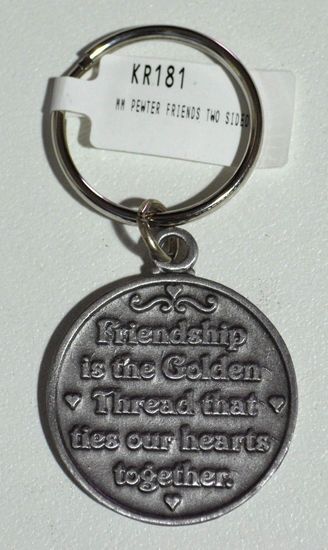 KR181
MM PEWTER FRIENDS TWO SIDED
Friendship
is the Golden
Thread that
ties our hearts
together.